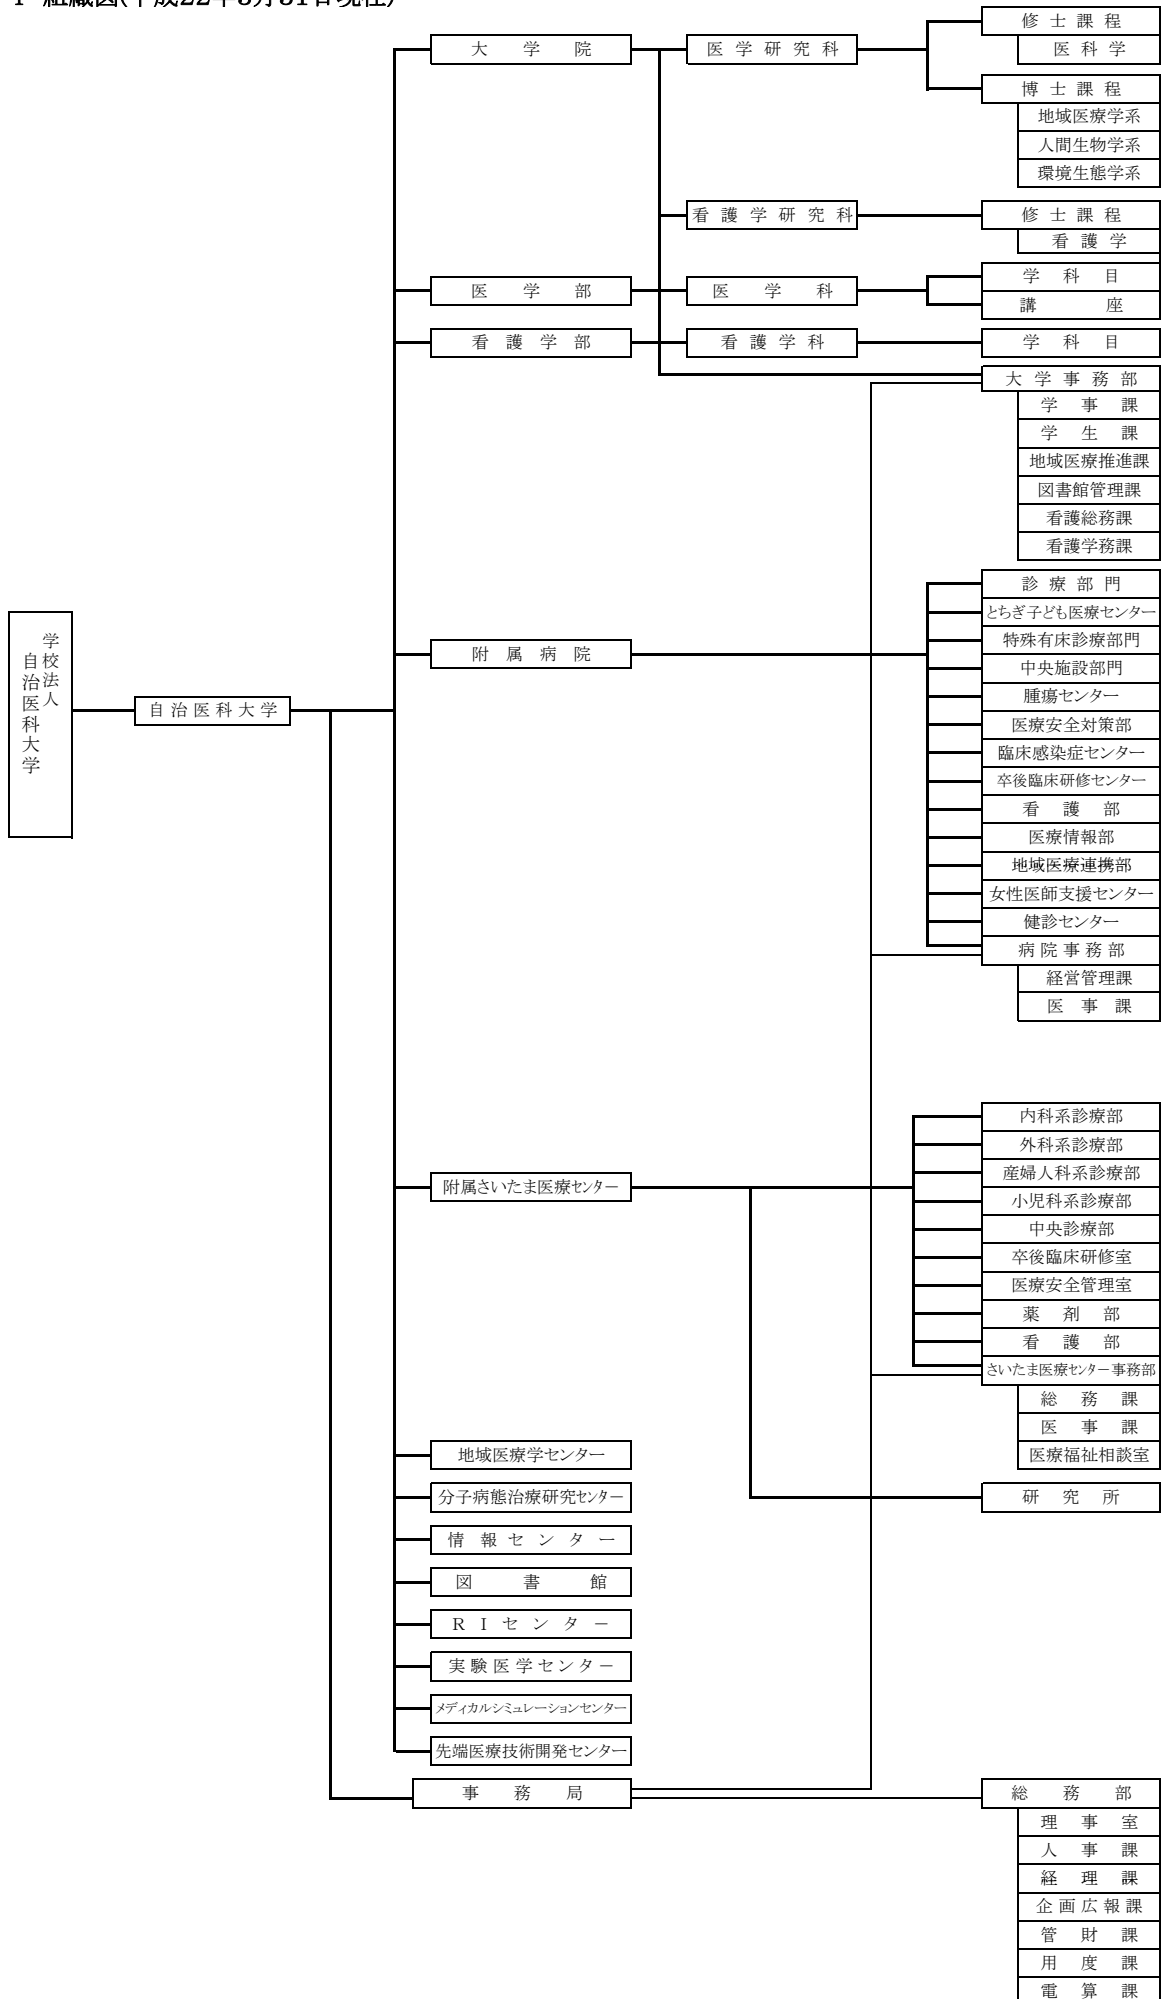 組織図(平成22年3月31日現在)
大学院
医学研究科
修士課程
医科学
博士課程
地域医療学系
人間生物学系
環境生態学系
看護学研究科
修士課程
看護学
医学部
医学科
学科目
講座
看護学部
看護学科
学科目
大学事務部
学事課
学生課
地域医療推進課
図書館管理課
看護総務課
看護学務課
学校法人
自治医科大学
自治医科大学
附属病院
診療部門
とちぎ子ども医療センター
特殊有床診療部門
中央施設部門
腫瘍センター
医療安全対策部
臨床感染症センター
卒後臨床研修センター
看護部
医療情報部
地域医療連携部
女性医師支援センター
健診センター
病院事務部
経営管理課
医事課
附属さいたま医療センター
内科系診療部
外科系診療部
産婦人科系診療部
小児科系診療部
中央診療部
卒後臨床研修室
医療安全管理室
薬剤部
看護部
さいたま医療センター事務部
総務課
医事課
医療福祉相談室
研究所
地域医療学センター
分子病態治療研究センター
情報センター
図書館
RIセンター
実験医学センター
メディカルシミュレーションセンター
先端医療技術開発センター
事務局
総務部
理事室
人事課
経理課
企画広報課
管財課
用度課
電算課